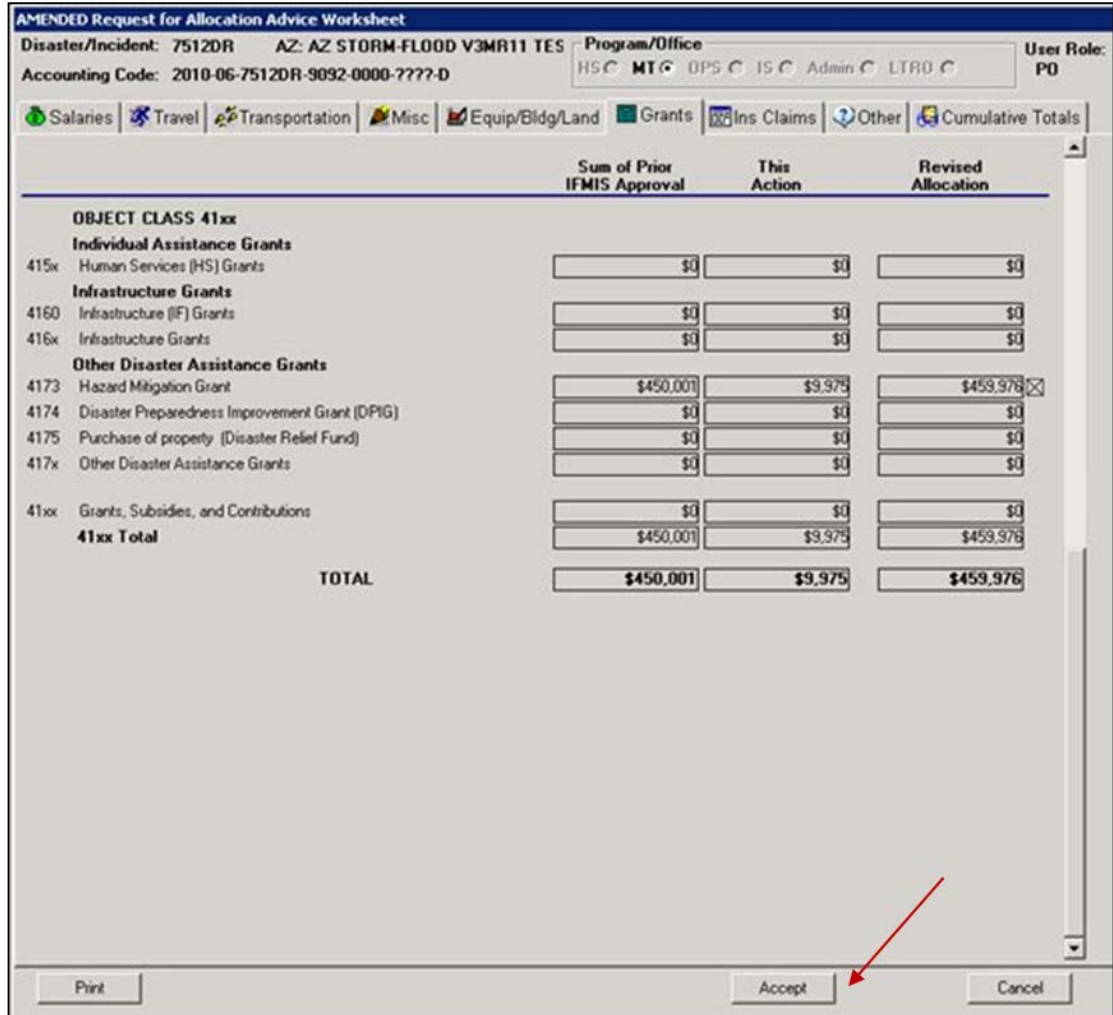 AMENDED Request for Allocation Advice Worksheet
Disaster/Incident: 7512DR AZ: AZ STORM-FLOOD V3MR11 TES
Program/Office
HS MT OPS IS Admin LTRO
User Role:
PO
Accounting Code: 2010-06-7512DR-9092-0000-????-D
Salaries Travel Transportation Misc Equip/Bldg/Land Grants Ins Claims Other Cumulative Totals
Sum of Prior IFMIS Approval This Action Revised Allocation
OBJECT CLASS 41xx
Individual Assistance Grants
415x Human Services (HS) Grants $0 $0 $0
Infrastructure Grants
4160 Infrastructure (IF) Grants $0 $0 $0
416x Infrastructure Grants $0 $0 $0
Other Disaster Assistance Grants
4173 Hazard Mitigation Grant $450,001 $9,975 $459,976
4174 Disaster Preparedness Improvement Grant (DPIG) $0 $0 $0
4175 Purchase of property (Disaster Relief Fund) $0 $0 $0
417x Other Disaster Assistance Grants $0 $0 $0
41xx Grants, Subsidies, and Contributions $0 $0 $0
41xx Total $450,001 $9,975 $459,976
TOTAL $450,001 $9,975 $459,976
Print Accept Cancel